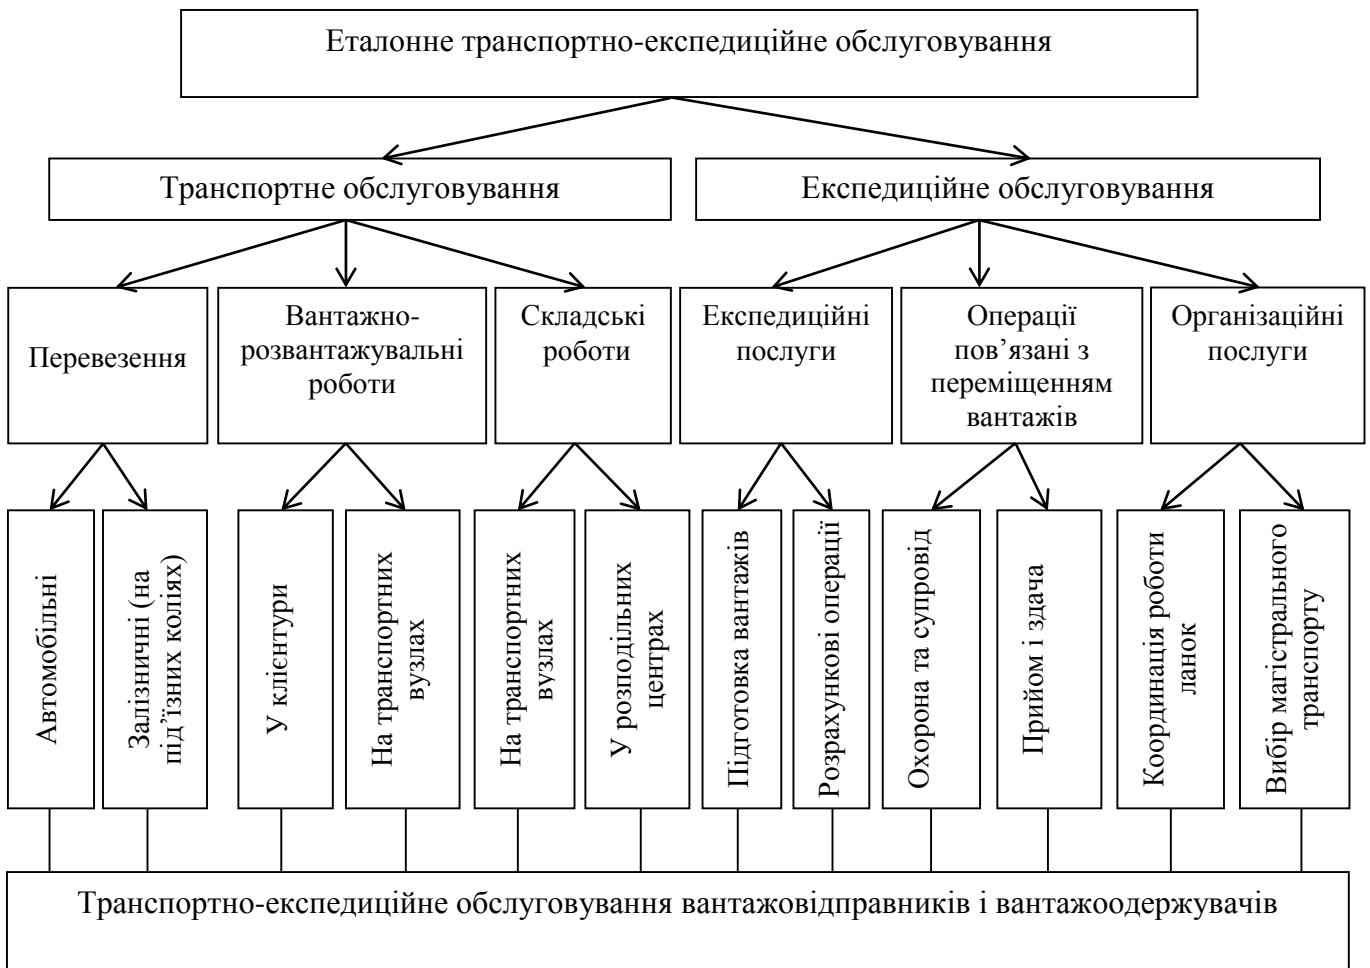 Еталонне транспортно-експедиційне обслуговування
Транспортне обслуговування
Експедиційне обслуговування
Перевезення
Вантажно-
розвантажувальні
роботи
Складські
роботи
Експедиційні
послуги
Операції
пов’язані з
переміщенням
вантажів
Організаційні
послуги
Автомобільні
Залізничні (на
під’їзних коліях)
У клієнтури
На транспортних
вузлах
На транспортних
вузлах
У розподільних
центрах
Підготовка вантажів
Розрахункові операції
Охорона та супровід
Прийом і здача
Координація роботи
ланок
Вибір магістрального
транспорту
Транспортно-експедиційне обслуговування вантажовідправників і вантажоодержувачів